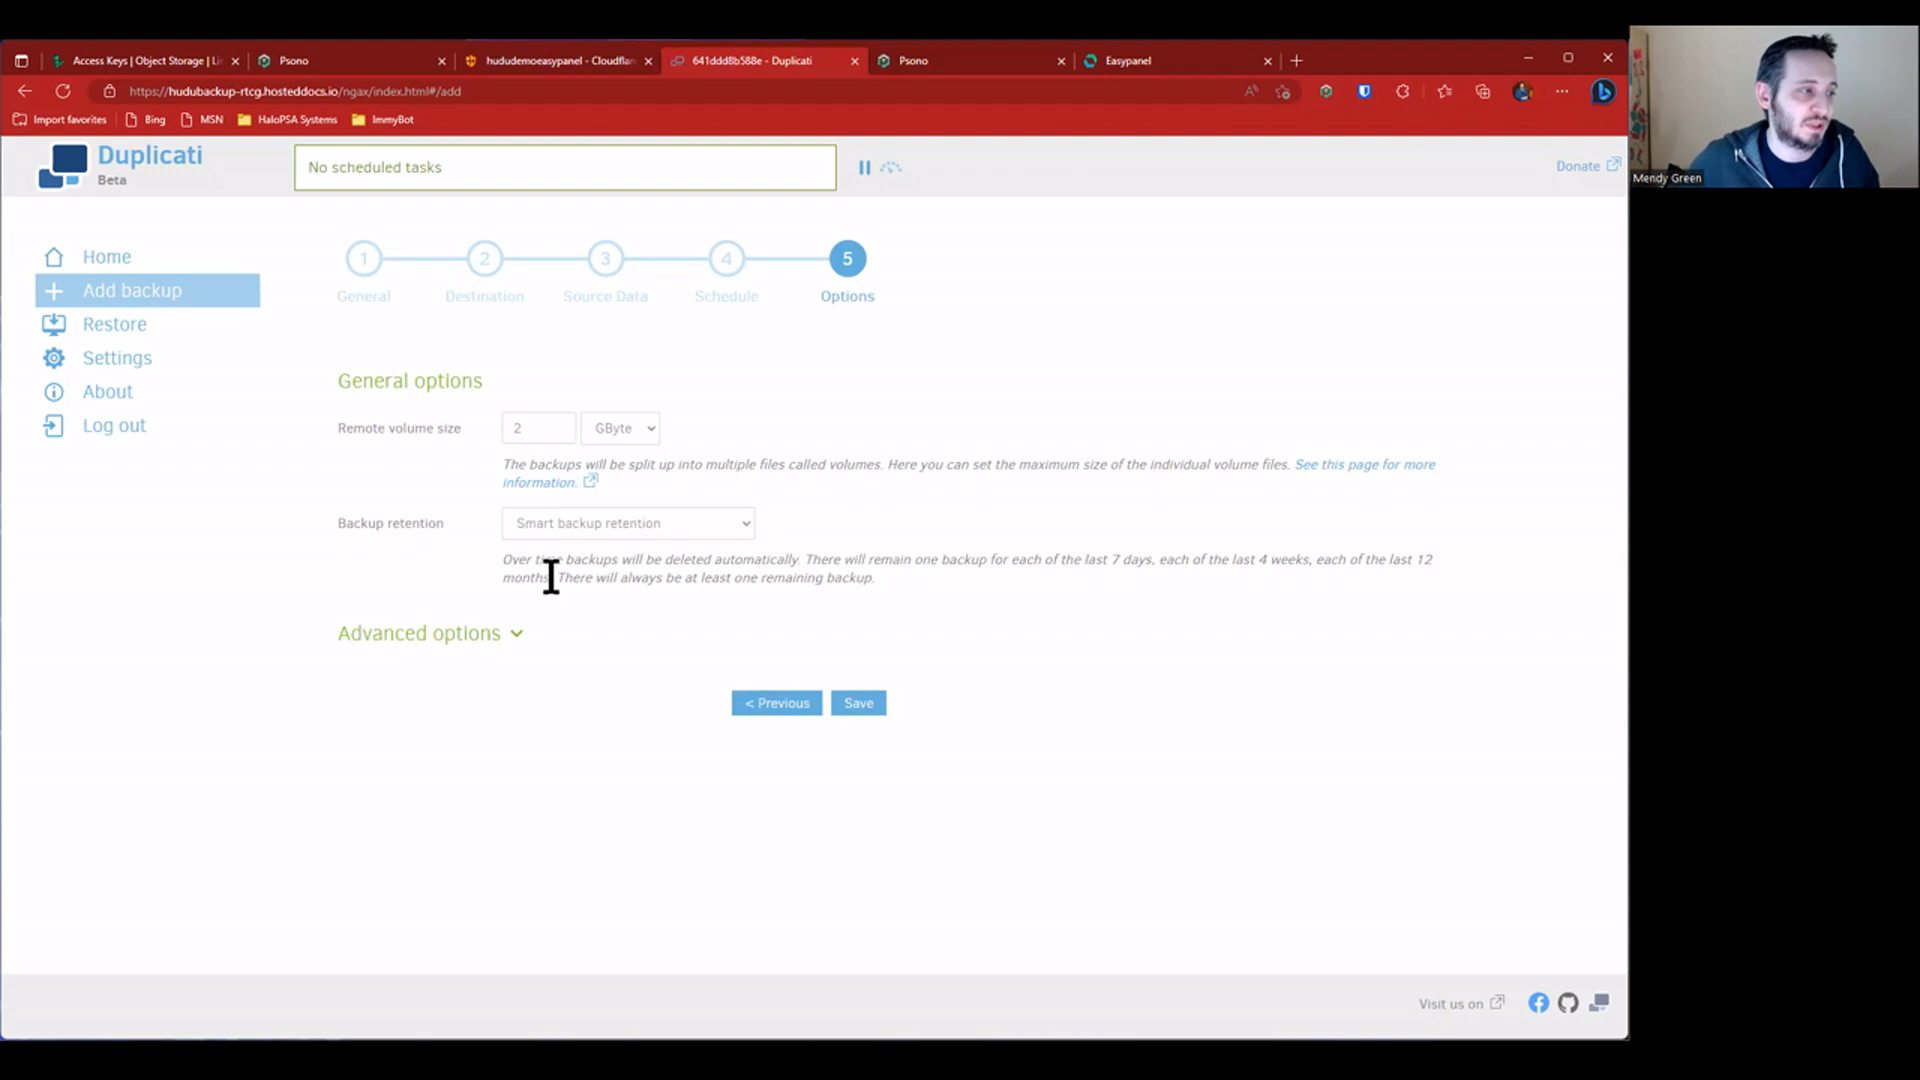 Access Keys | Object Storage | Li
Psono
hududemoeasypanel - Cloudflar
641ddd8b588e - Duplicati
Psono
Easypanel
https://hudubackup-rtcg.hosteddocs.io/ngax/index.html#/add
Import favorites
Bing
MSN
HaloPSA Systems
ImmyBot
Duplicati
Beta
No scheduled tasks
Donate
Mendy Green
Home
Add backup
Restore
Settings
About
Log out
1
2
3
4
5
General
Destination
Source Data
Schedule
Options
General options
Remote volume size
2
GByte
The backups will be split up into multiple files called volumes. Here you can set the maximum size of the individual volume files. See this page for more
information.
Backup retention
Smart backup retention
Over time backups will be deleted automatically. There will remain one backup for each of the last 7 days, each of the last 4 weeks, each of the last 12
months. There will always be at least one remaining backup.
Advanced options
< Previous
Save
Visit us on